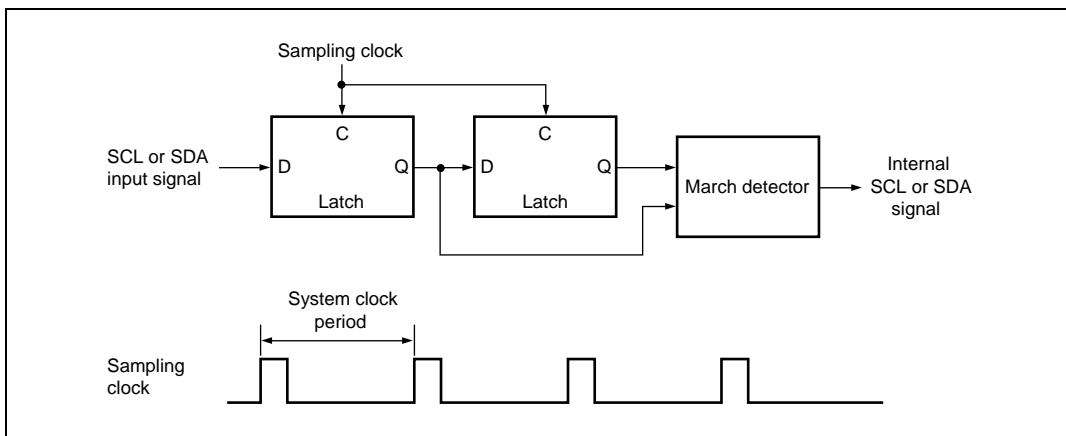 Sampling clock
C
C
SCL or SDA
input signal
D
Q
D
Q
Latch
Latch
March detector
Internal
SCL or SDA
signal
System clock
period
Sampling
clock